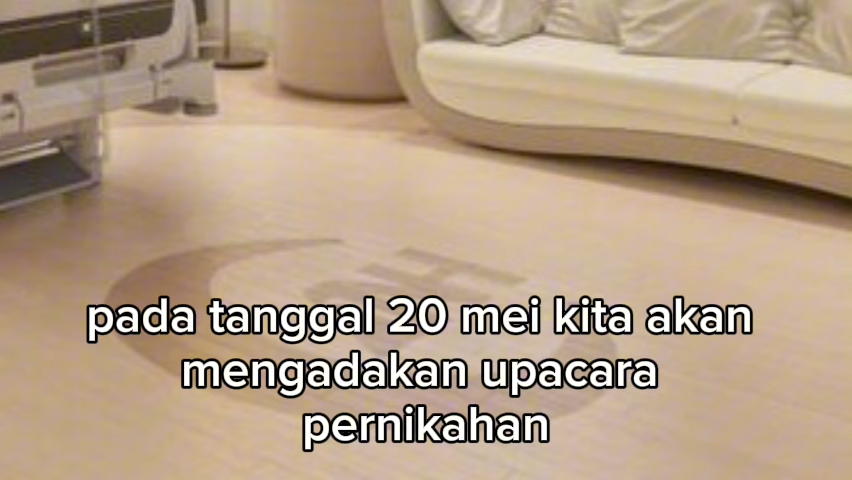 pada tanggal 20 mei kita akan
mengadakan upacara
pernikahan